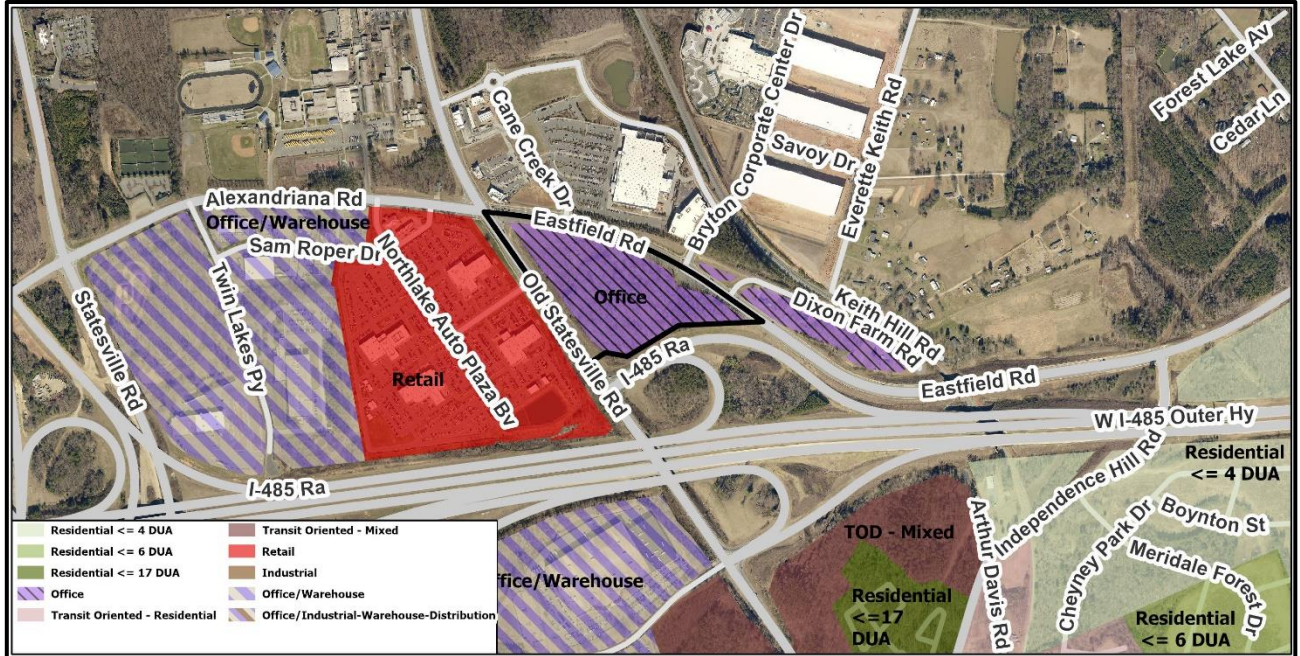 Forest Lake Av
Cedar Ln
Bryton Corporate Center Dr
Cane Creek Dr
Savoy Dr
Everette Keith Rd
Alexandriana Rd
Office/Warehouse
Sam Roper Dr
Eastfield Rd
Statesville Rd
Twin Lakes Py
Northlake Auto Plaza Bv
Retail
Old Statesville Rd
Office
Keith Hill Rd
Dixon Farm Rd
I-485 Ra
Eastfield Rd
W I-485 Outer Hy
I-485 Ra
Residential
<= 4 DUA
Independence Hill Rd
Boynton St
Arthur Davis Rd
Cheyney Park Dr
Meridale Forest Dr
TOD - Mixed
ffice/Warehouse
Residential
<=17
DUA
Residential
<= 6 DUA
Residential <= 4 DUA
Residential <= 6 DUA
Residential <= 17 DUA
Office
Transit Oriented - Residential
Transit Oriented - Mixed
Retail
Industrial
Office/Warehouse
Office/Industrial-Warehouse-Distribution